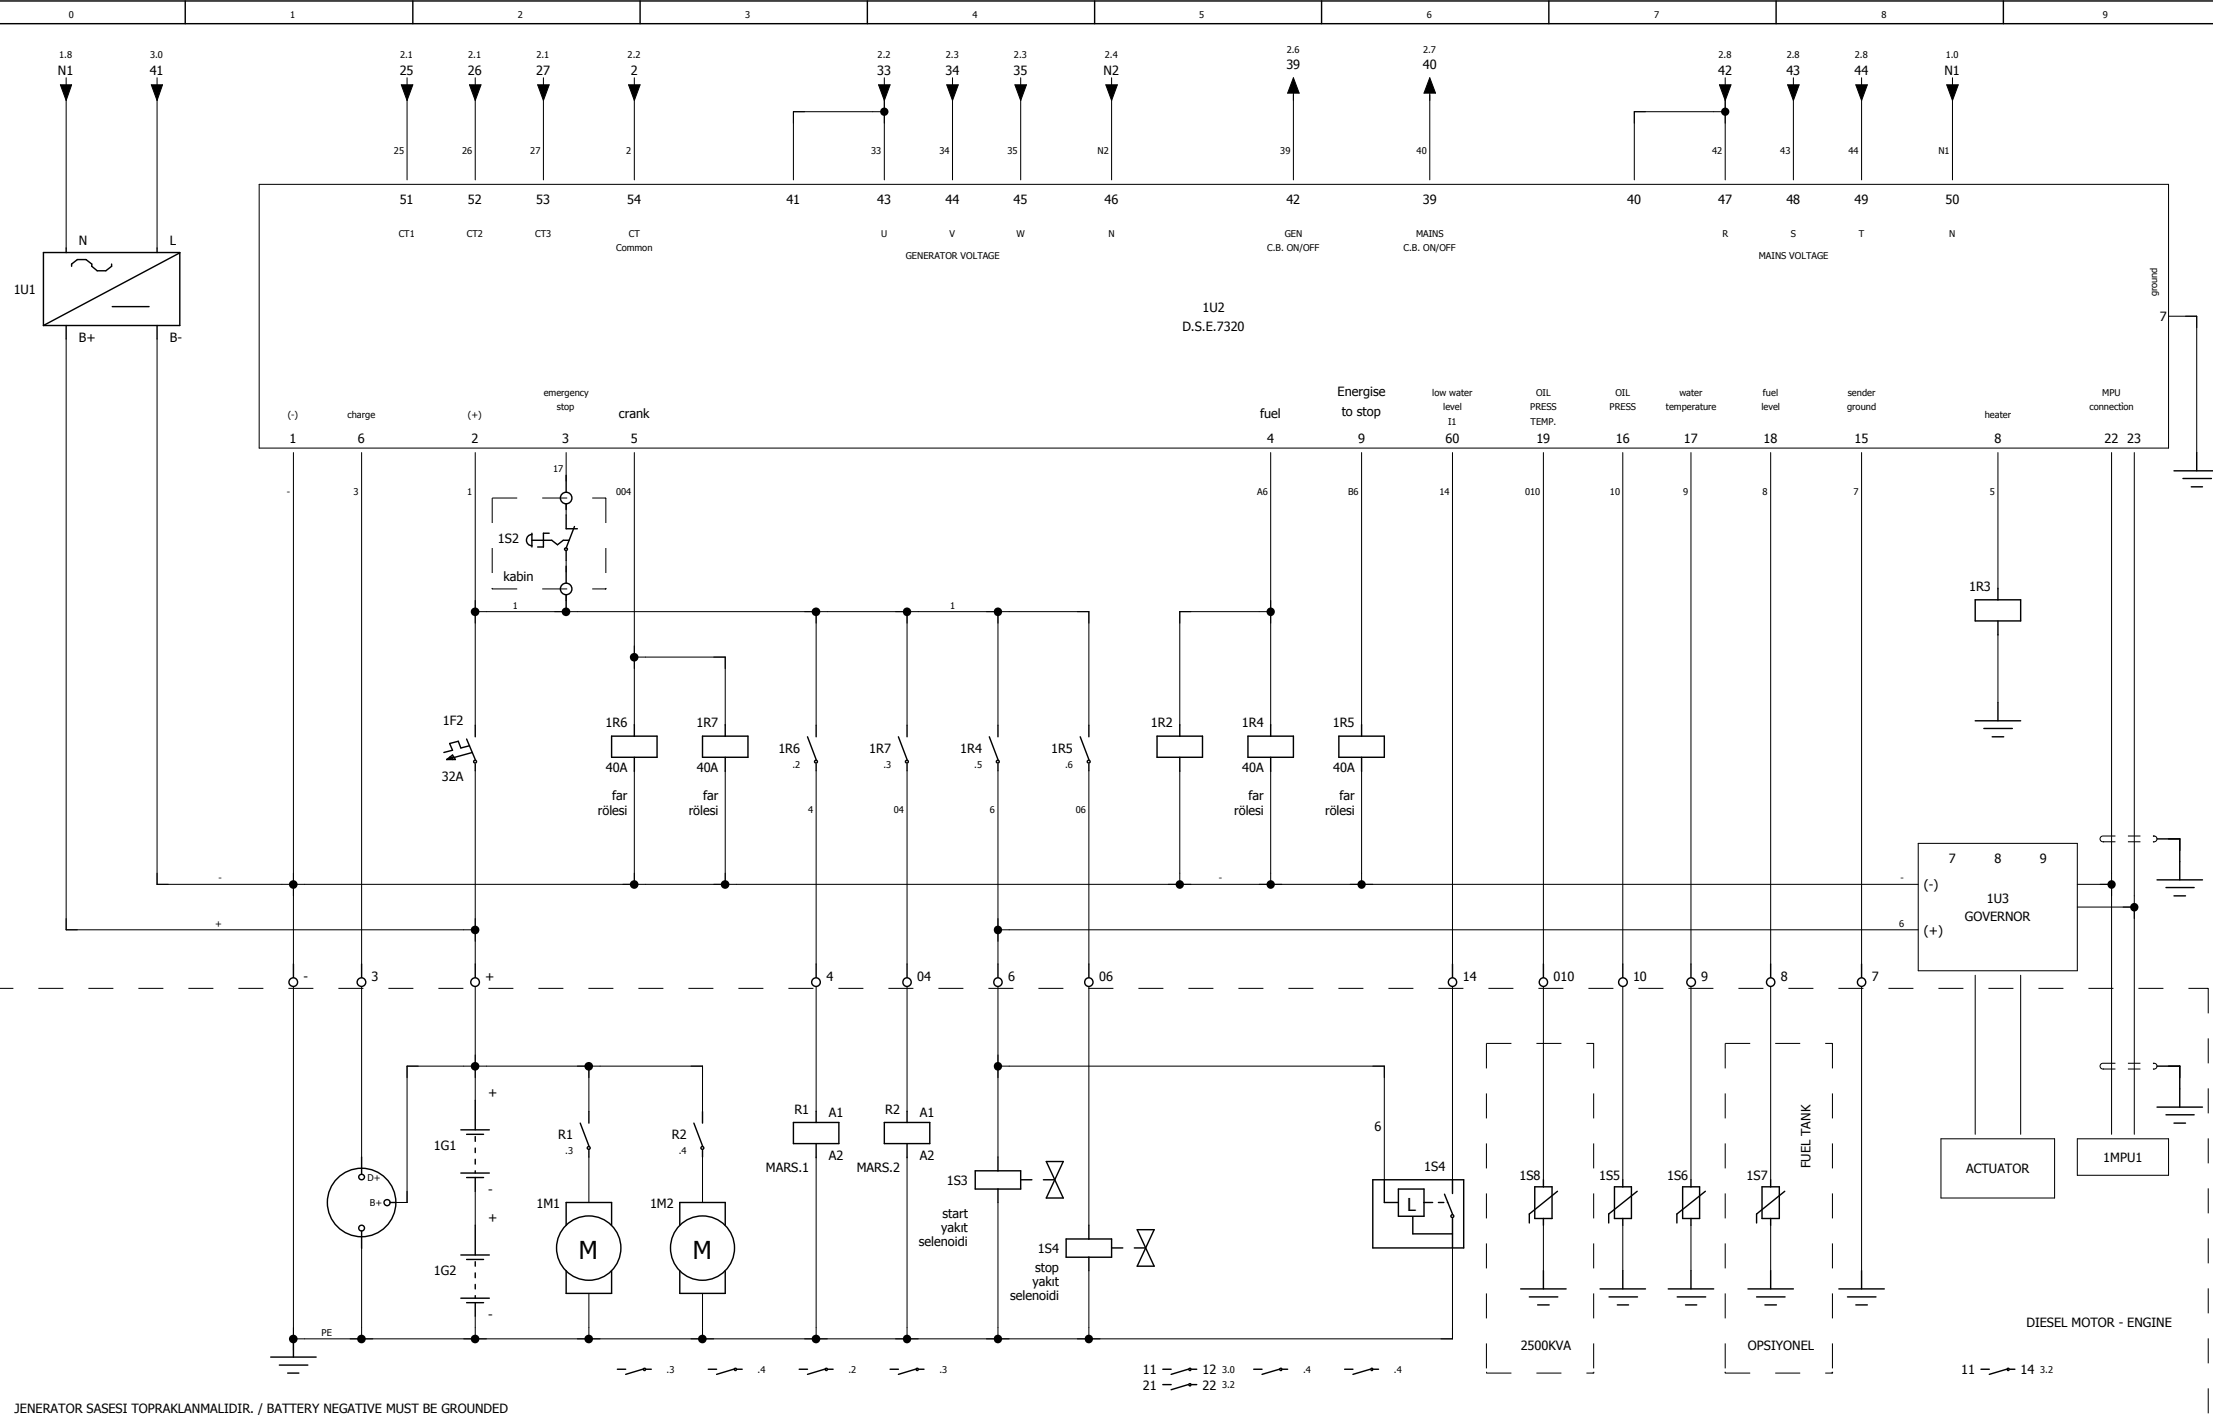 0 1 2 3 4 5 6 7 8 9
1.8 3.0 2.1 2.1 2.1 2.2 2.2 2.3 2.3 2.4 2.6 2.7 2.8 2.8 2.8 1.0
N1 41 25 26 27 2 33 34 35 N2 39 40 42 43 44 N1
25 26 27 2 33 34 35 N2 39 40 42 43 44 N1
51 52 53 54 41 43 44 45 46 42 39 40 47 48 49 50
CT1 CT2 CT3 CT U V W N GEN MAINS R S T N
Common C.B. ON/OFF C.B. ON/OFF
GENERATOR VOLTAGE MAINS VOLTAGE
N L
1U1
B+ B-
ground
7
1U2
D.S.E.7320
(-) charge (+) emergency
stop
crank fuel Energise
to stop
low water
level
I1
OIL
PRESS
TEMP.
OIL
PRESS
water
temperature
fuel
level
sender
ground
heater MPU
connection
1 6 2 3 5 4 9 60 19 16 17 18 15 8 22 23
17
- 3 1 004 A6 B6 14 010 10 9 8 7 5
1S2
kabin
1 1
1R3
1F2
32A
1R6
40A
far
rölesi
1R7
40A
far
rölesi
1R6
.2
1R7
.3
1R4
.5
1R5
.6
1R2
1R4
40A
far
rölesi
1R5
40A
far
rölesi
4 04 6 06
7 8 9
- - - (-)
1U3
GOVERNOR
+ 6 (+)
- 3 + 4 04 6 06 14 010 10 9 8 7
D+
B+
+
1G1
-
+
1G2
-
R1
.3
R2
.4
1M1
M
1M2
M
R1 A1
A2
MARS.1
R2 A1
A2
MARS.2
1S3
start
yakıt
selenoidi
1S4
stop
yakıt
selenoidi
6
1S4
L
1S8 1S5 1S6 1S7
FUEL TANK
ACTUATOR
1MPU1
PE
2500KVA
OPSIYONEL
DIESEL MOTOR - ENGINE
.3 .4 .2 .3 11 12 3.0 .4 .4 11 14 3.2
21 22 3.2
JENERATOR SASESI TOPRAKLANMALIDIR. / BATTERY NEGATIVE MUST BE GROUNDED